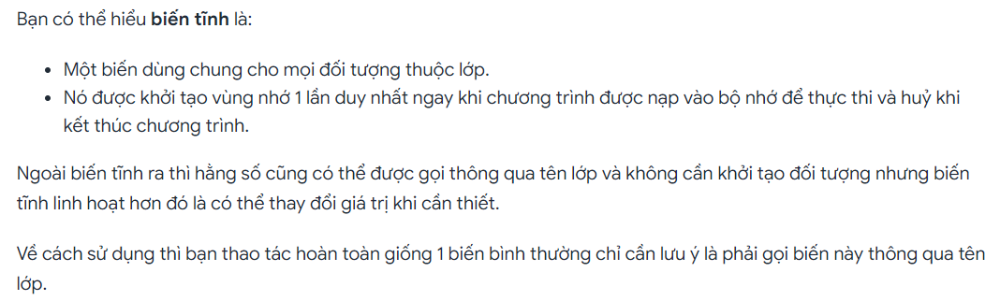 Bạn có thể hiểu biến tĩnh là:
• Một biến dùng chung cho mọi đối tượng thuộc lớp.
• Nó được khởi tạo vùng nhớ 1 lần duy nhất ngay khi chương trình được nạp vào bộ nhớ để thực thi và huỷ khi
kết thúc chương trình.
Ngoài biến tĩnh ra thì hằng số cũng có thể được gọi thông qua tên lớp và không cần khởi tạo đối tượng nhưng biến
tĩnh linh hoạt hơn đó là có thể thay đổi giá trị khi cần thiết.
Về cách sử dụng thì bạn thao tác hoàn toàn giống 1 biến bình thường chỉ cần lưu ý là phải gọi biến này thông qua tên
lớp.